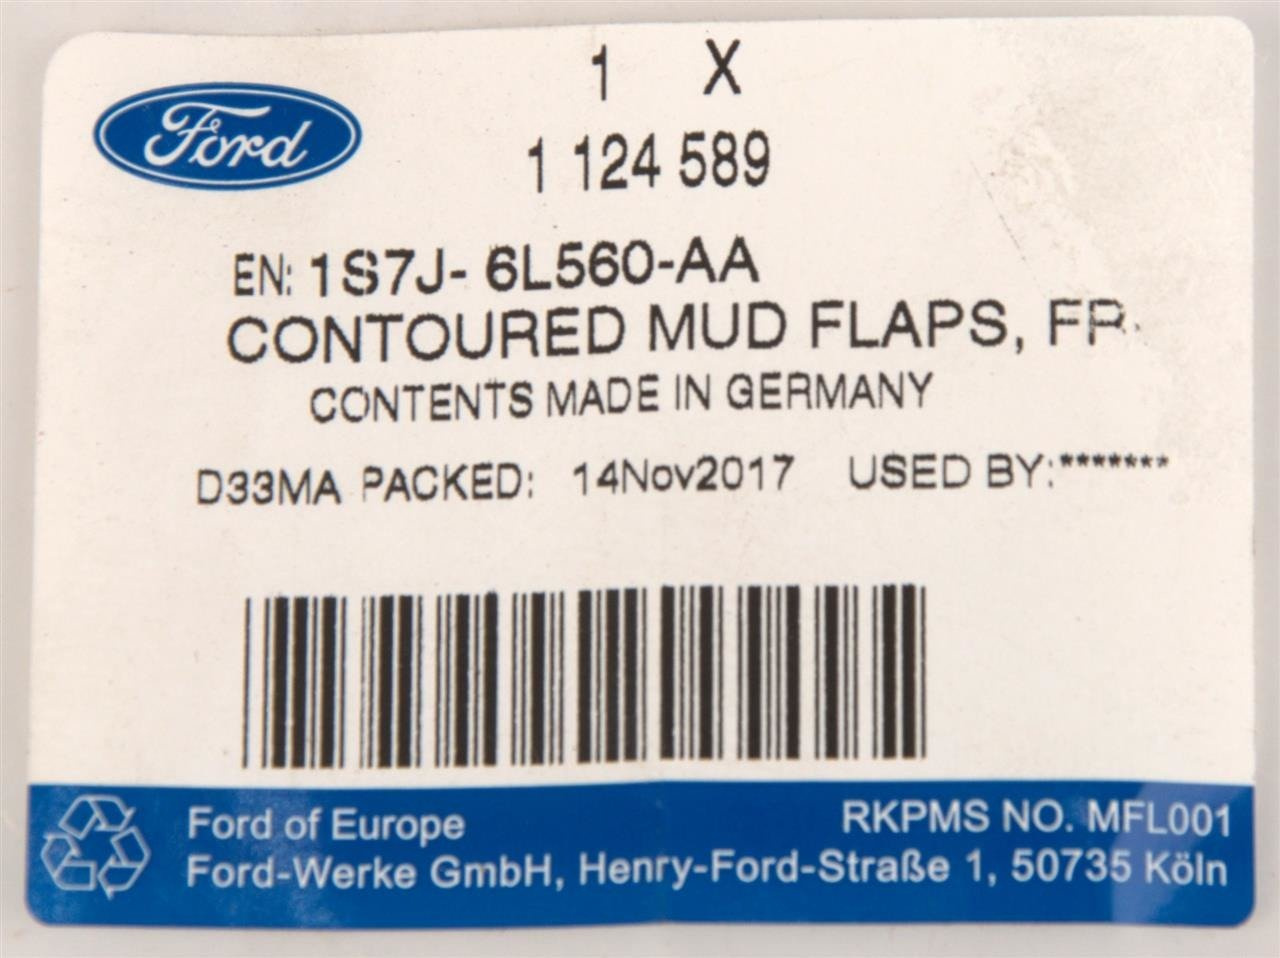 Ford
1 X
1 124 589
EN: 1S7J- 6L560-AA
CONTOURED MUD FLAPS, FR.
CONTENTS MADE IN GERMANY
D33MA PACKED: 14Nov2017 USED BY:*******
Ford of Europe
RKPMS NO. MFL001
Ford-Werke GmbH, Henry-Ford-Straße 1, 50735 Köln